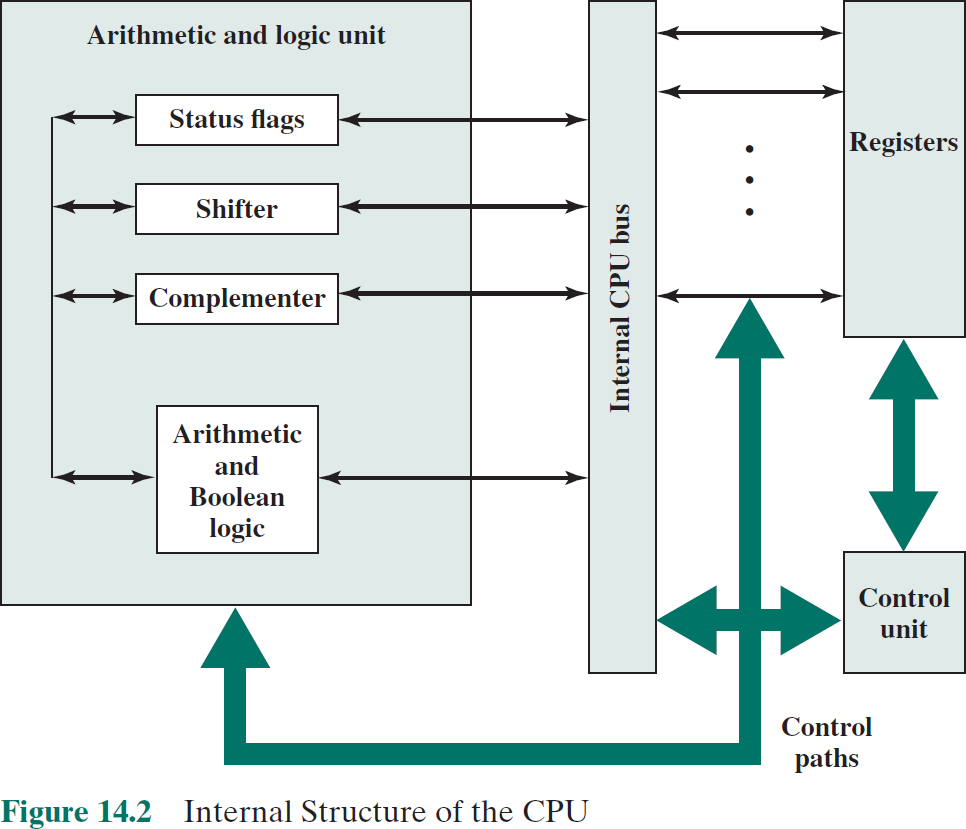 Arithmetic and logic unit
Status flags
Shifter
Complementer
Arithmetic
and
Boolean
logic
Internal CPU bus
Registers
Control
unit
Control
paths
Figure 14.2 Internal Structure of the CPU